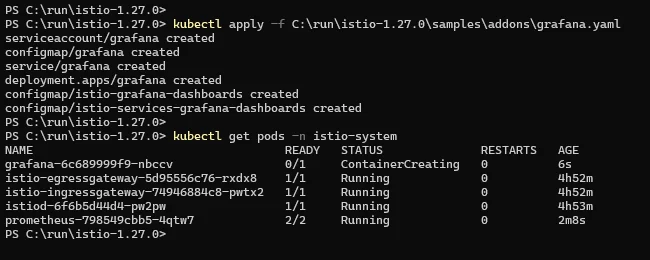 PS C:\run\istio-1.27.0>
PS C:\run\istio-1.27.0> kubectl apply -f C:\run\istio-1.27.0\samples\addons\grafana.yaml
serviceaccount/grafana created
configmap/grafana created
service/grafana created
deployment.apps/grafana created
configmap/istio-grafana-dashboards created
configmap/istio-services-grafana-dashboards created
PS C:\run\istio-1.27.0>
PS C:\run\istio-1.27.0> kubectl get pods -n istio-system
NAME READY STATUS RESTARTS AGE
grafana-6c689999f9-nbccv 0/1 ContainerCreating 0 6s
istio-egressgateway-5d95556c76-rxdx8 1/1 Running 0 4h52m
istio-ingressgateway-74946884c8-pwtx2 1/1 Running 0 4h52m
istiod-6f6b5d44d4-pw2pw 1/1 Running 0 4h53m
prometheus-798549cbb5-4qtw7 2/2 Running 0 2m8s
PS C:\run\istio-1.27.0>